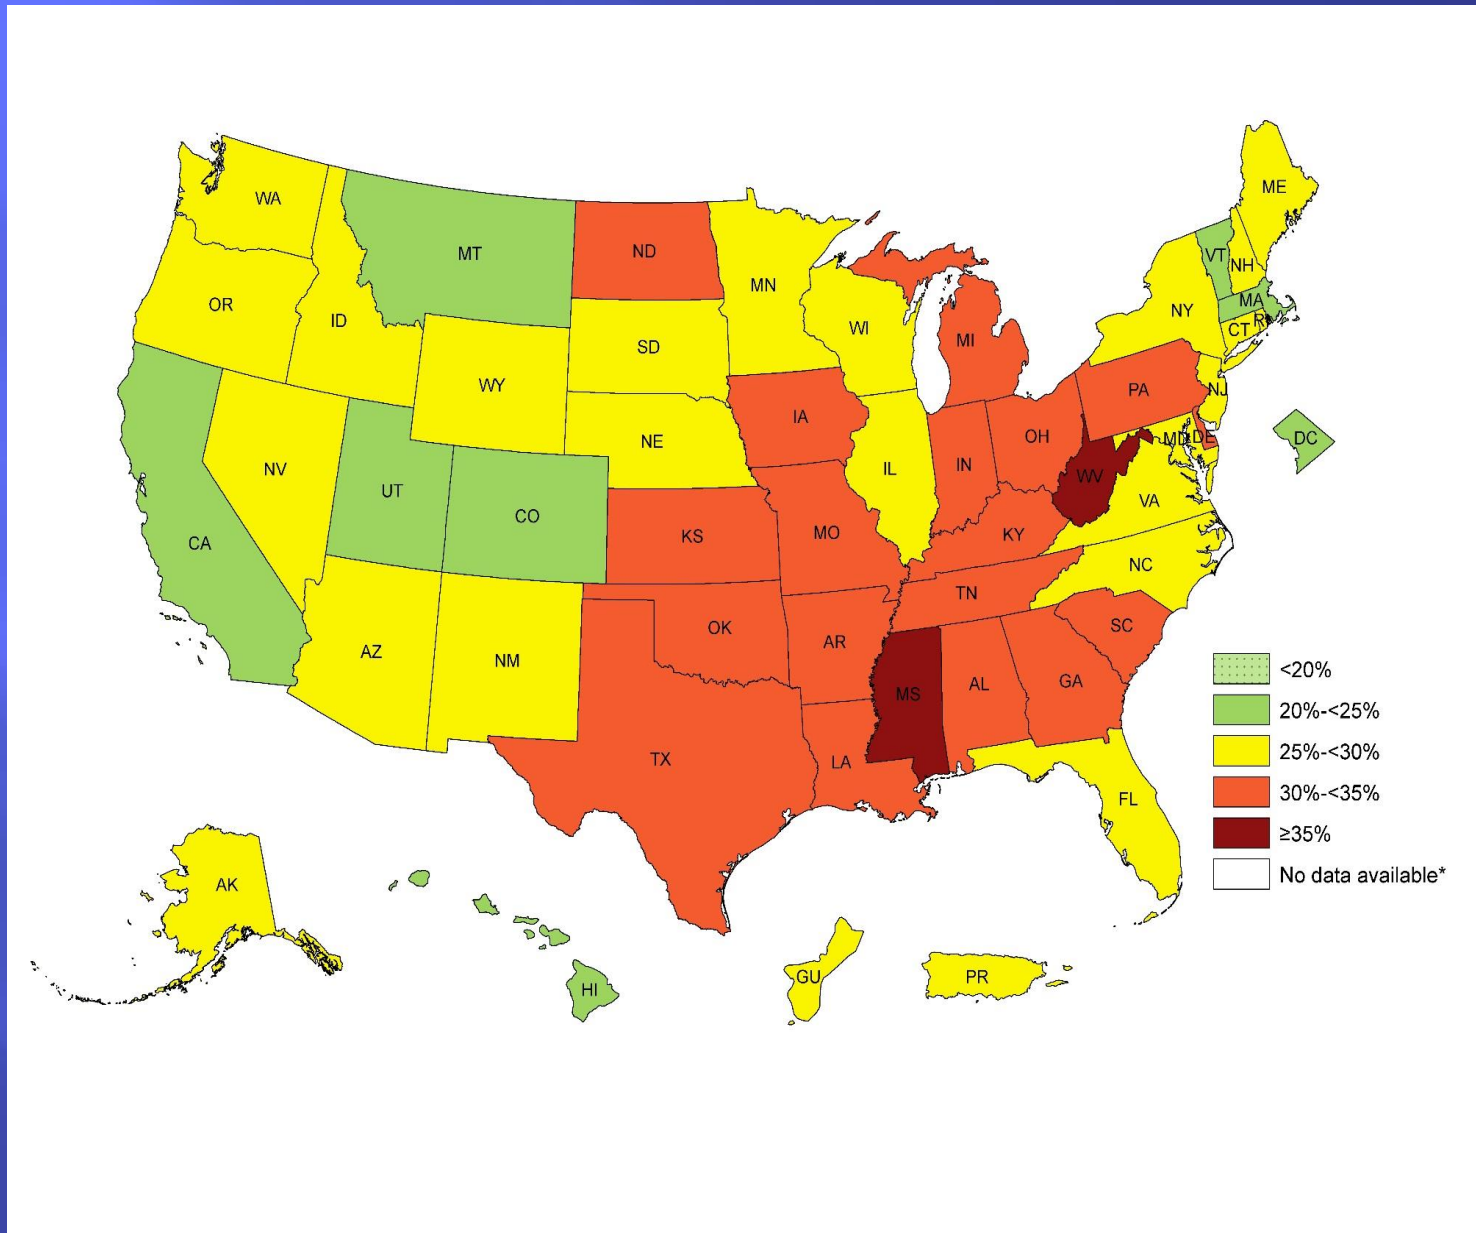 WA
MT
ND
MN
ME
OR
ID
WY
SD
WI
MI
NY
VT
NH
MA
CT
R
NV
UT
CO
NE
IA
IL
IN
OH
PA
NJ
MD
DE
DC
CA
KS
MO
KY
WV
VA
NC
TN
SC
AZ
NM
OK
AR
MS
AL
GA
TX
LA
FL
AK
HI
GU
PR
<20%
20%-<25%
25%-<30%
30%-<35%
≥35%
No data available*